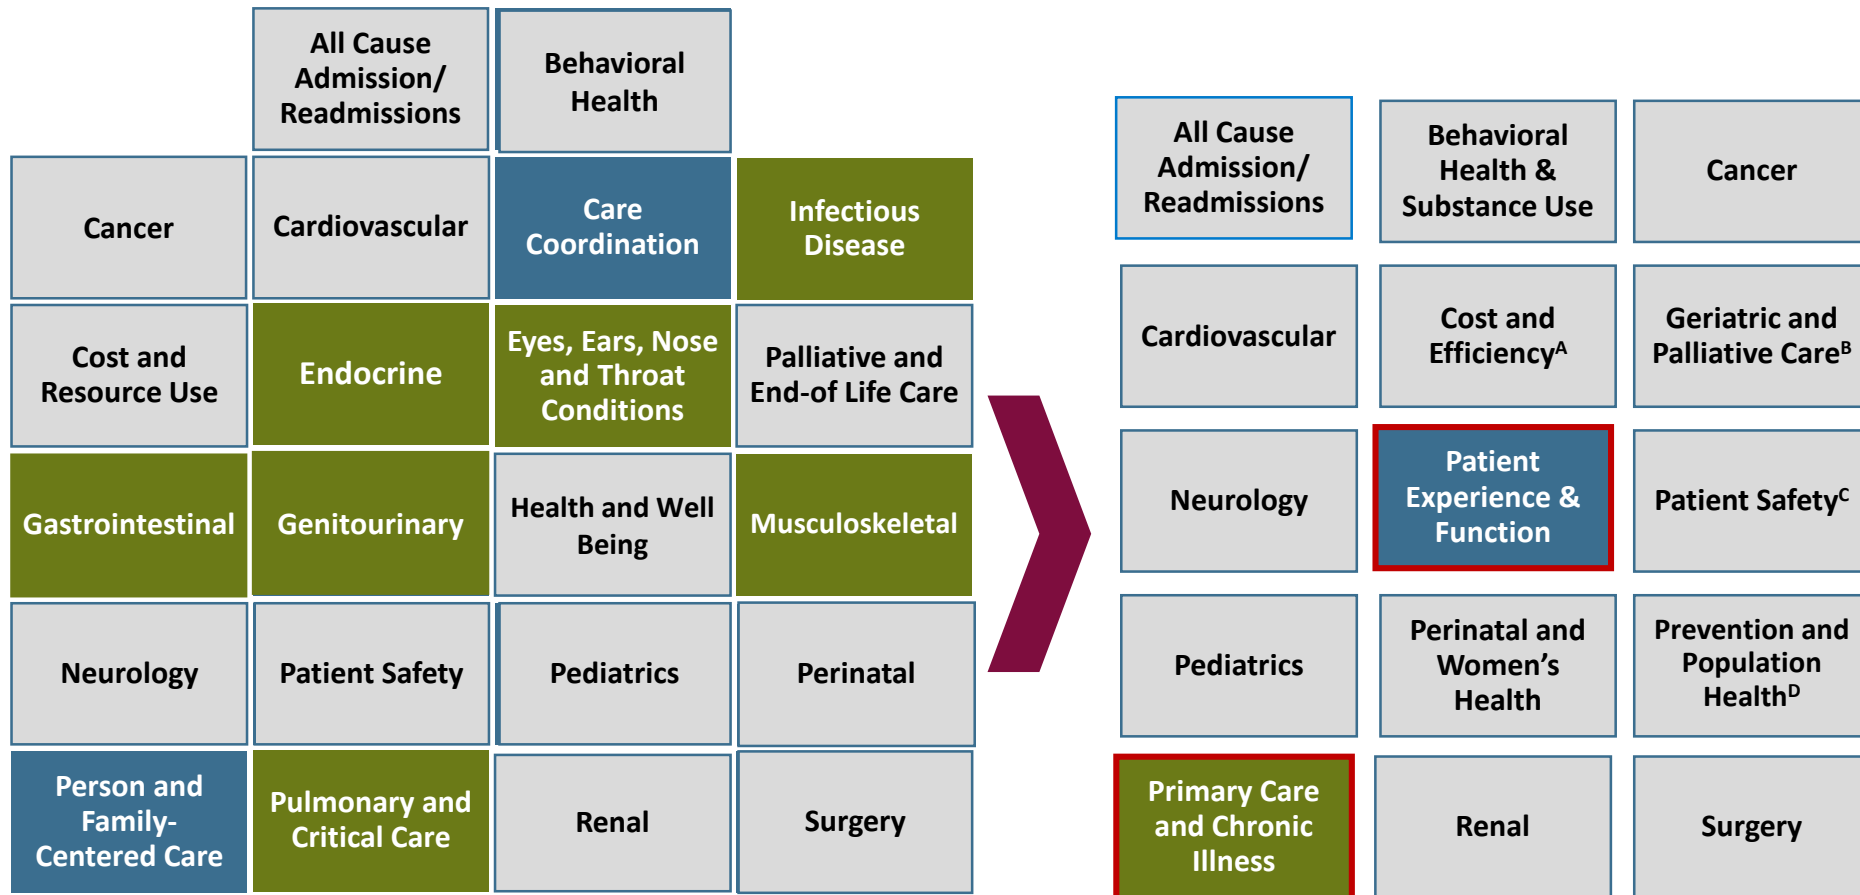 All Cause
Admission/
Readmissions
Behavioral
Health
Cancer
Cardiovascular
Care
Coordination
Infectious
Disease
Cost and
Resource Use
Endocrine
Eyes, Ears, Nose
and Throat
Conditions
Palliative and
End-of Life Care
Gastrointestinal
Genitourinary
Health and Well
Being
Musculoskeletal
Neurology
Patient Safety
Pediatrics
Perinatal
Person and
Family-
Centered Care
Pulmonary and
Critical Care
Renal
Surgery
All Cause
Admission/
Readmissions
Behavioral
Health &
Substance Use
Cancer
Cardiovascular
Cost and
Efficiencyᴬ
Geriatric and
Palliative Careᴮ
Neurology
Patient
Experience &
Function
Patient Safetyᶜ
Pediatrics
Perinatal and
Women’s
Health
Prevention and
Population
Healthᴰ
Primary Care
and Chronic
Illness
Renal
Surgery